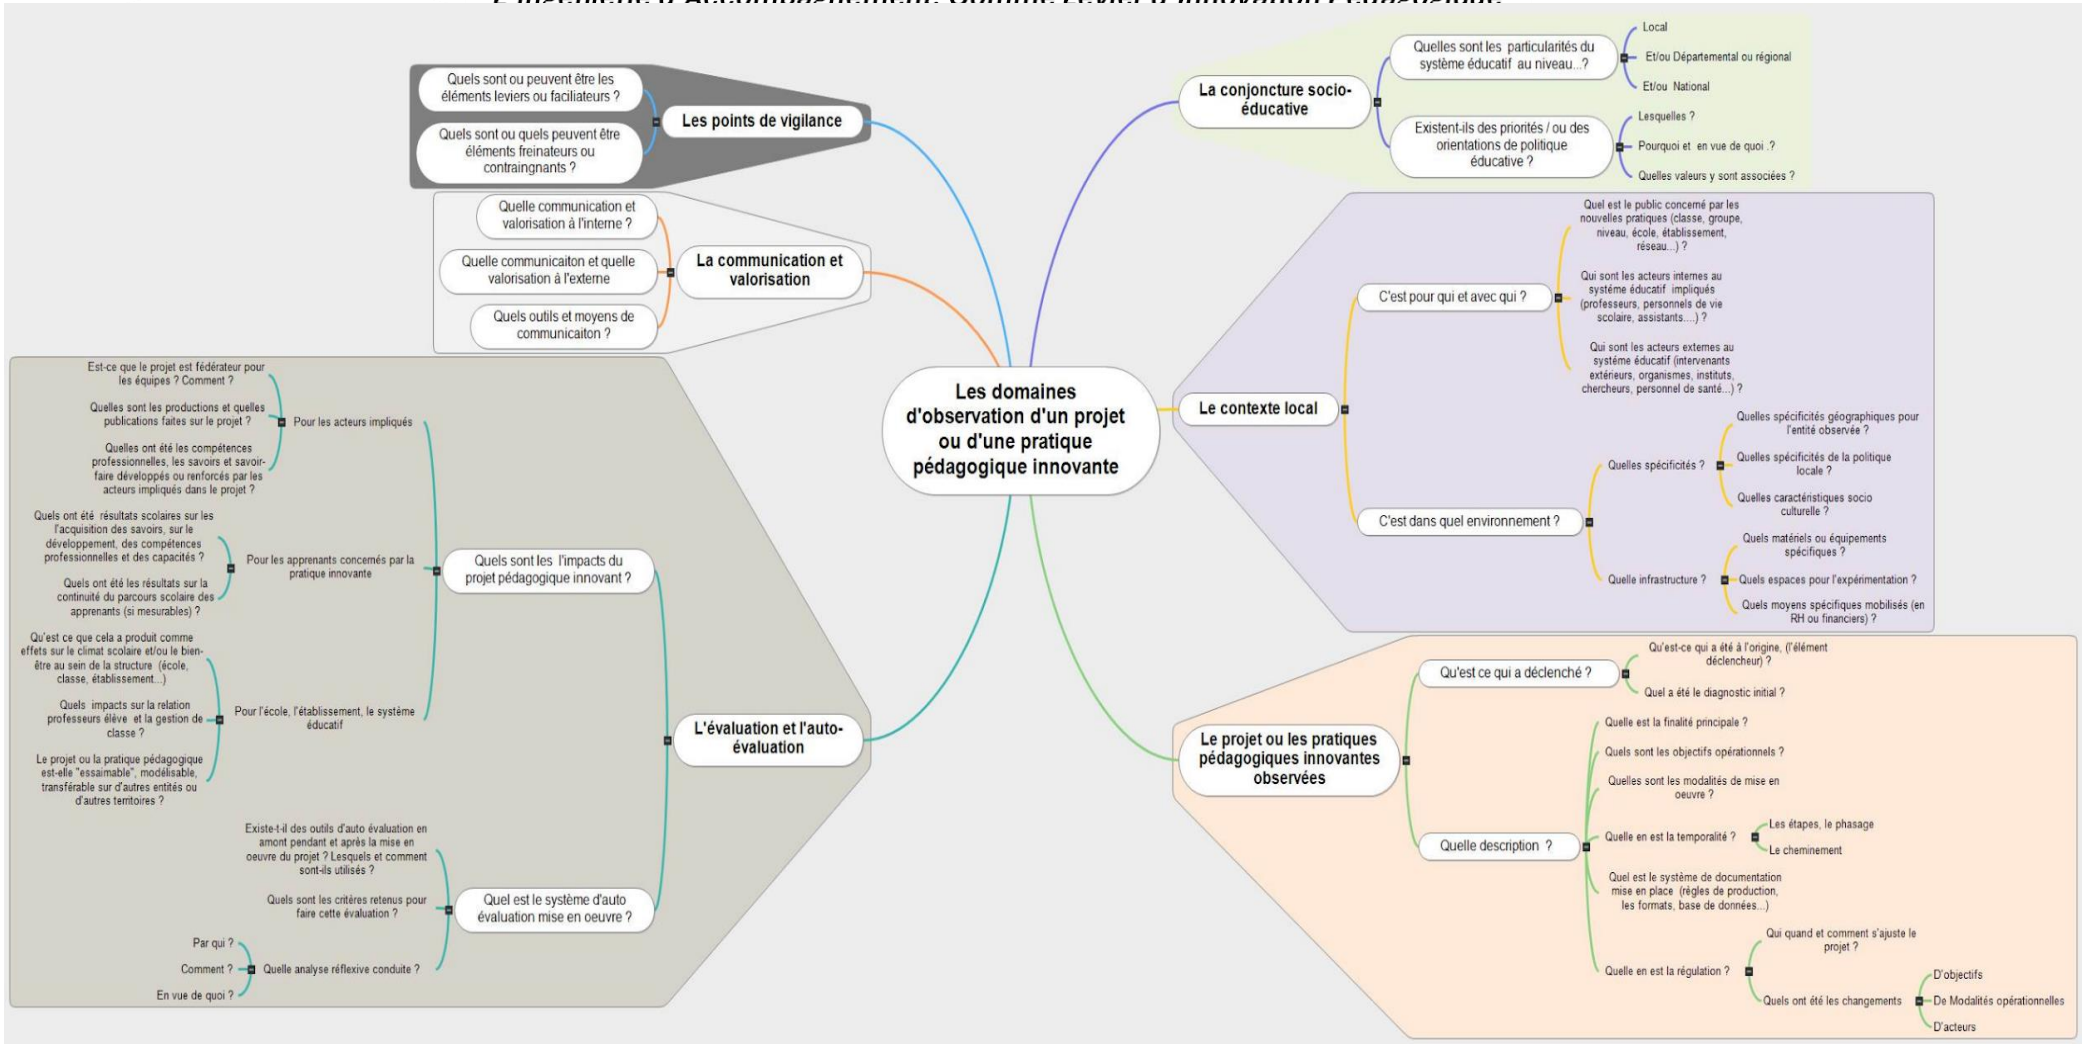 L'Ingénierie d'Accompagnement Comme Levier d'Innovation Pédagogique
Les domaines
d'observation d'un projet
ou d'une pratique
pédagogique innovante
La conjoncture socio-
éducative
Quelles sont les particularités du
système éducatif au niveau...?
Local
Et/ou Départemental ou régional
Et/ou National
Existent-ils des priorités / ou des
orientations de politique
éducative ?
Lesquelles ?
Pourquoi et en vue de quoi .?
Quelles valeurs y sont associées ?
Le contexte local
C'est pour qui et avec qui ?
Quel est le public concerné par les
nouvelles pratiques (classe, groupe,
niveau, école, établissement,
réseau...) ?
Qui sont les acteurs internes au
systéme éducatif impliqués
(professeurs, personnels de vie
scolaire, assistants....) ?
Qui sont les acteurs externes au
systéme éducatif (intervenants
extérieurs, organismes, instituts,
chercheurs, personnel de santé...) ?
C'est dans quel environnement ?
Quelles spécificités ?
Quelles spécificités géographiques pour
l'entité observée ?
Quelles spécificités de la politique
locale ?
Quelles caractéristiques socio
culturelle ?
Quelle infrastructure ?
Quels matériels ou équipements
spécifiques ?
Quels espaces pour l'expérimentation ?
Quels moyens spécifiques mobilisés (en
RH ou financiers) ?
Le projet ou les pratiques
pédagogiques innovantes
observées
Qu'est ce qui a déclenché ?
Qu'est-ce qui a été à l'origine, (l'élément
déclencheur) ?
Quel a été le diagnostic initial ?
Quelle description ?
Quelle est la finalité principale ?
Quels sont les objectifs opérationnels ?
Quelles sont les modalités de mise en
oeuvre ?
Quelle en est la temporalité ?
Les étapes, le phasage
Le cheminement
Quel est le système de documentation
mise en place (règles de production,
les formats, base de données...)
Quelle en est la régulation ?
Qui quand et comment s'ajuste le
projet ?
Quels ont été les changements
D'objectifs
De Modalités opérationnelles
D'acteurs
Les points de vigilance
Quels sont ou peuvent être les
éléments leviers ou faciliateurs ?
Quels sont ou quels peuvent être
éléments freinateurs ou
contraingnants ?
La communication et
valorisation
Quelle communication et
valorisation à l'interne ?
Quelle communicaiton et quelle
valorisation à l'externe
Quels outils et moyens de
communicaiton ?
L'évaluation et l'auto-
évaluation
Quels sont les l'impacts du
projet pédagogique innovant ?
Pour les acteurs impliqués
Est-ce que le projet est fédérateur pour
les équipes ? Comment ?
Quelles sont les productions et quelles
publications faites sur le projet ?
Quelles ont été les compétences
professionnelles, les savoirs et savoir-
faire développés ou renforcés par les
acteurs impliqués dans le projet ?
Pour les apprenants concernés par la
pratique innovante
Quels ont été résultats scolaires sur les
l'acquisition des savoirs, sur le
développement, des compétences
professionnelles et des capacités ?
Quels ont été les résultats sur la
continuité du parcours scolaire des
apprenants (si mesurables) ?
Pour l'école, l'établissement, le système
éducatif
Qu'est ce que cela a produit comme
effets sur le climat scolaire et/ou le bien-
être au sein de la structure (école,
classe, établissement...)
Quels impacts sur la relation
professeurs élève et la gestion de
classe ?
Le projet ou la pratique pédagogique
est-elle "essaimable", modélisable,
transférable sur d'autres entités ou
d'autres territoires ?
Quel est le système d'auto
évaluation mise en oeuvre ?
Existe-t-il des outils d'auto évaluation en
amont pendant et après la mise en
oeuvre du projet ? Lesquels et comment
sont-ils utilisés ?
Quels sont les critères retenus pour
faire cette évaluation ?
Quelle analyse réflexive conduite ?
Par qui ?
Comment ?
En vue de quoi ?